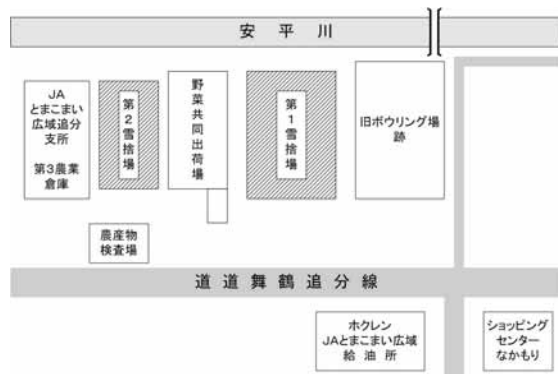 安平川
JA
とまこまい
広域追分
支所
第3農業
倉庫
第2雪捨場
野菜共同出荷場
第1雪捨場
旧ボウリング場
跡
農産物
検査場
道道舞鶴追分線
ホクレン
JAとまこまい広域
給油所
ショッピング
センター
なかもり